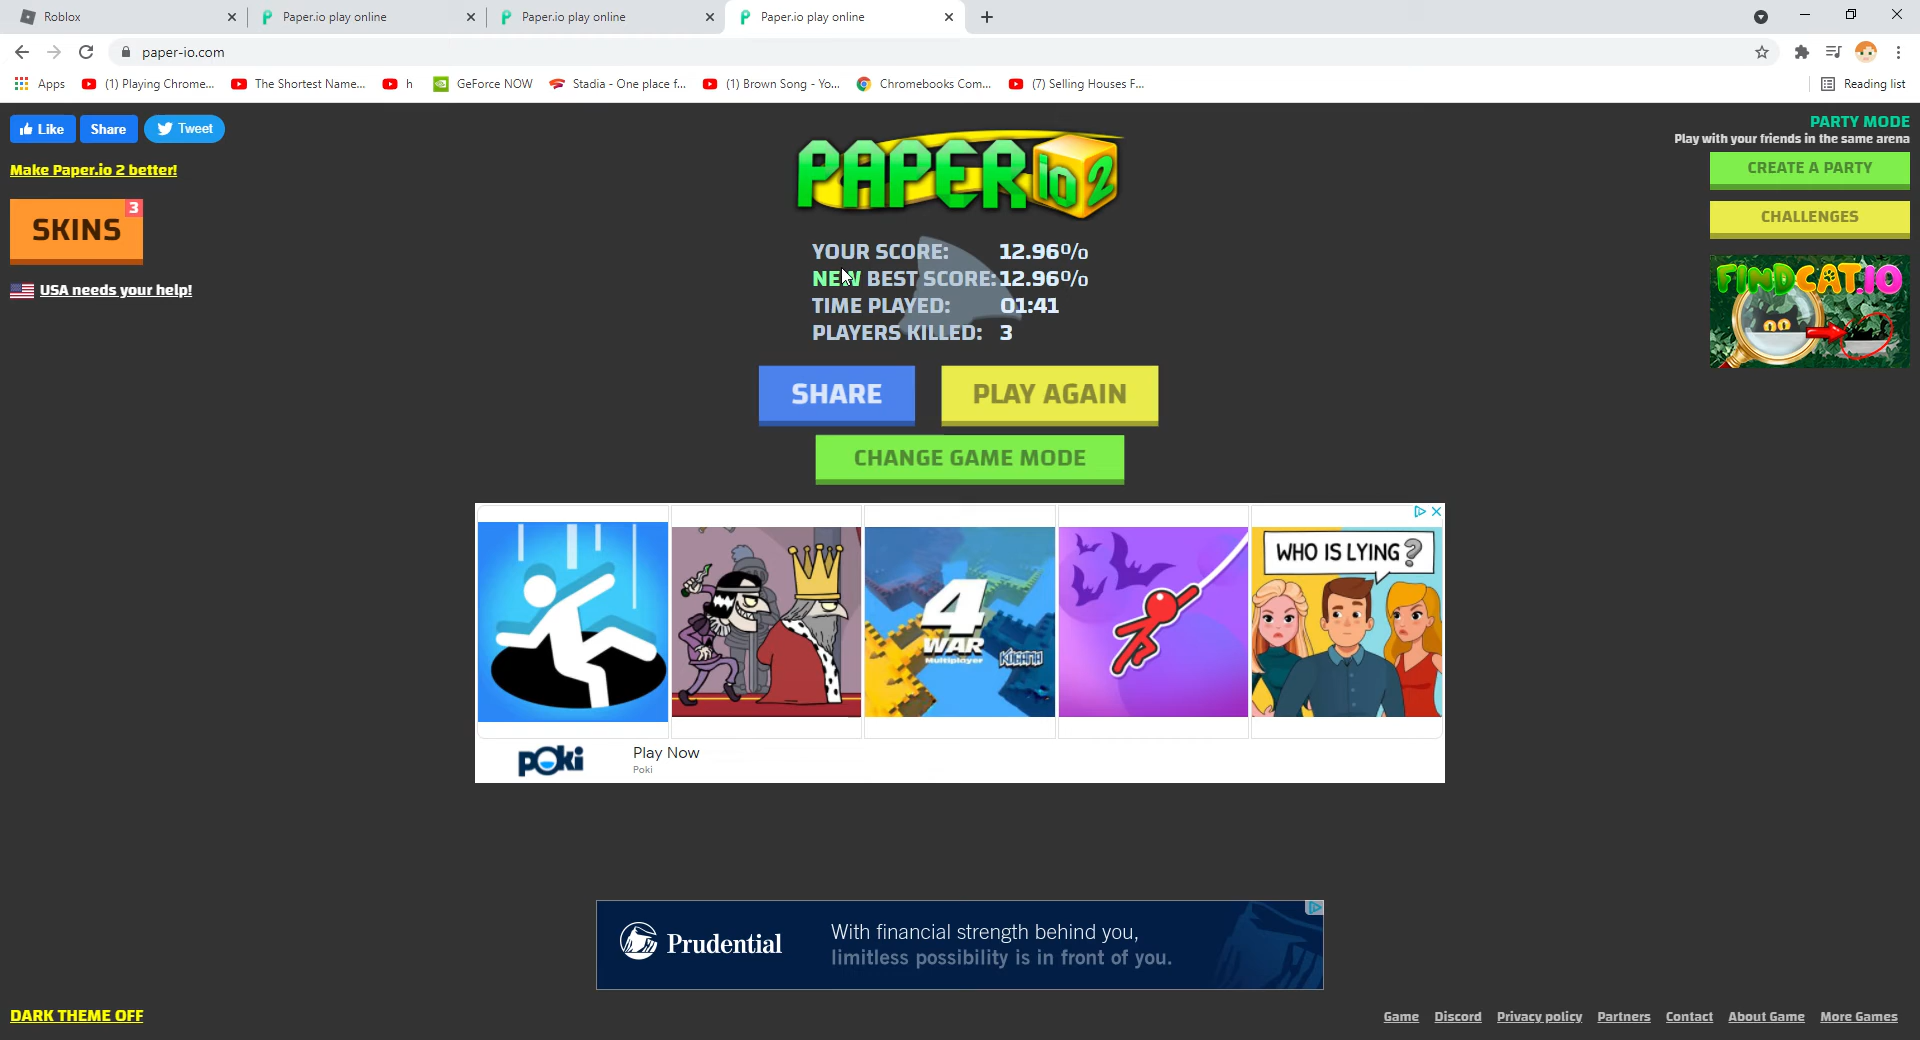 Roblox
Paper.io play online
Paper.io play online
Paper.io play online
paper-io.com
Apps
(1) Playing Chrome...
The Shortest Name...
h
GeForce NOW
Stadia - One place f...
(1) Brown Song - Yo...
Chromebooks Com...
(7) Selling Houses F...
Reading list
Like
Share
Tweet
Make Paper.io 2 better!
SKINS
3
USA needs your help!
PAPER io 2
YOUR SCORE: 12.96%
NEW BEST SCORE: 12.96%
TIME PLAYED: 01:41
PLAYERS KILLED: 3
SHARE
PLAY AGAIN
CHANGE GAME MODE
PARTY MODE
Play with your friends in the same arena
CREATE A PARTY
CHALLENGES
FINDCAT.IO
4
WAR
Multiplayer
KIGAMA
WHO IS LYING?
poki
Play Now
Poki
Prudential
With financial strength behind you,
limitless possibility is in front of you.
DARK THEME OFF
Game
Discord
Privacy policy
Partners
Contact
About Game
More Games